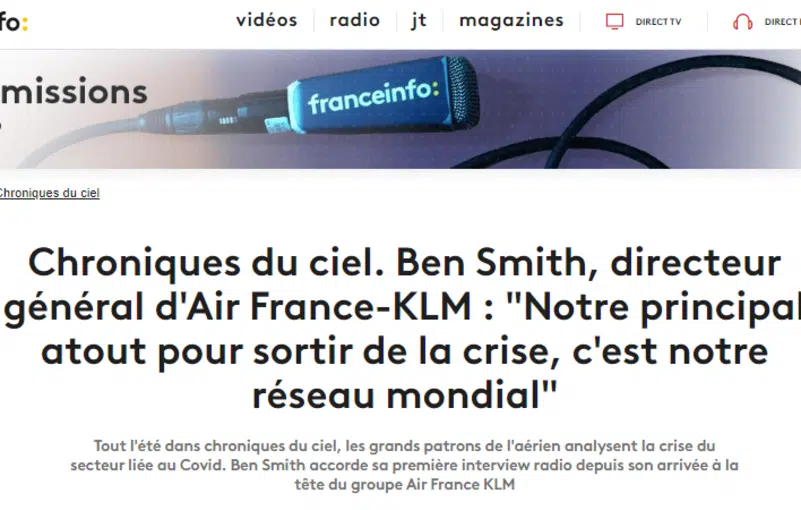 fo:
vidéos radio jt magazines DIRECT TV DIRECT
missions
franceinfo:
Chroniques du ciel
Chroniques du ciel. Ben Smith, directeur
général d'Air France-KLM : "Notre principal
atout pour sortir de la crise, c'est notre
réseau mondial"
Tout l'été dans chroniques du ciel, les grands patrons de l'aérien analysent la crise du
secteur liée au Covid. Ben Smith accorde sa première interview radio depuis son arrivée à la
tête du groupe Air France KLM